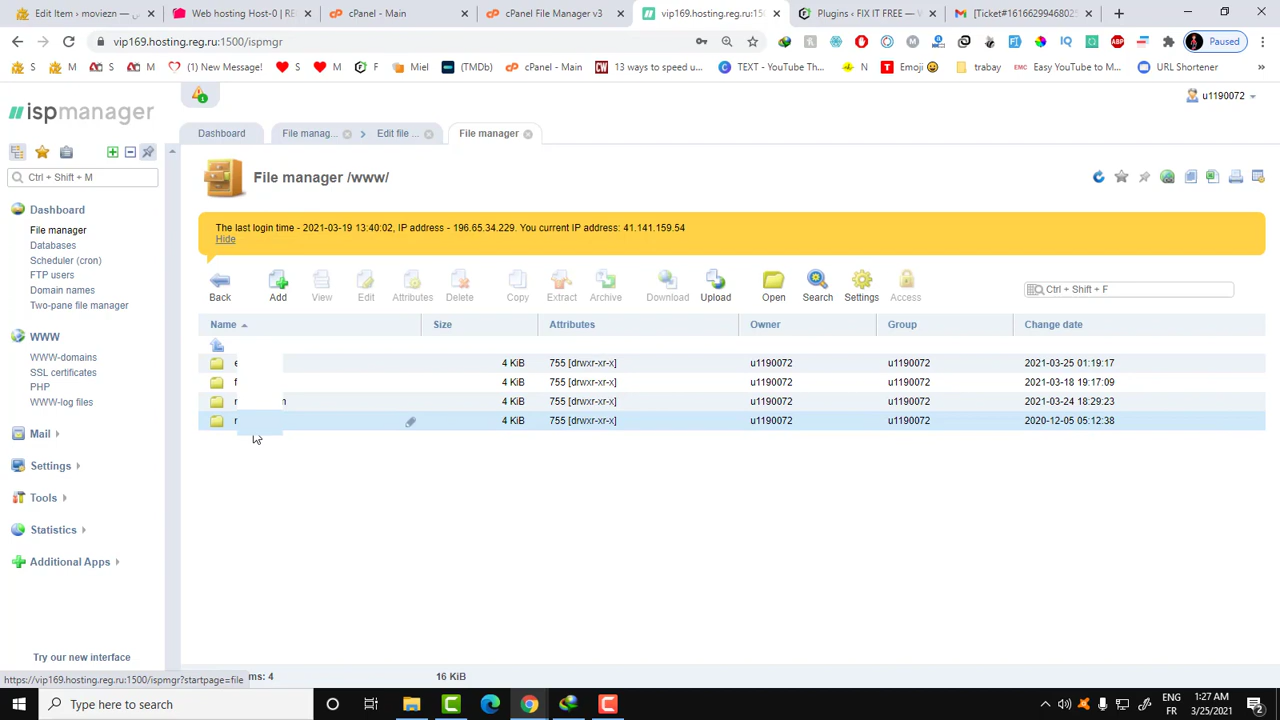 Edit Item ‹ moviezn —
Web hosting Host-0 | RE
cPanel - Main
cPanel File Manager v3
vip169.hosting.reg.ru:150
Plugins ‹ FIX IT FREE — V
[Ticket#1616629946802
vip169.hosting.reg.ru:1500/ispmgr
Paused
S
M
S
M
(1) New Message!
S
M
F
Miel
(TMDb)
cPanel - Main
13 ways to speed u...
TEXT - YouTube Th...
N
Emoji
trabay
Easy YouTube to M...
URL Shortener
ispmanager
u1190072
Dashboard
File manag...
Edit file ...
File manager
Ctrl + Shift + M
File manager /www/
Dashboard
File manager
Databases
Scheduler (cron)
FTP users
Domain names
Two-pane file manager
WWW
WWW-domains
SSL certificates
PHP
WWW-log files
Mail
Settings
Tools
Statistics
Additional Apps
Try our new interface
The last login time - 2021-03-19 13:40:02, IP address - 196.65.34.229. You current IP address: 41.141.159.54
Hide
Back
Add
View
Edit
Attributes
Delete
Copy
Extract
Archive
Download
Upload
Open
Search
Settings
Access
Ctrl + Shift + F
Name Size Attributes Owner Group Change date
e 4 KiB 755 [drwxr-xr-x] u1190072 u1190072 2021-03-25 01:19:17
f 4 KiB 755 [drwxr-xr-x] u1190072 u1190072 2021-03-18 19:17:09
4 KiB 755 [drwxr-xr-x] u1190072 u1190072 2021-03-24 18:29:23
4 KiB 755 [drwxr-xr-x] u1190072 u1190072 2020-12-05 05:12:38
https://vip169.hosting.reg.ru:1500/ispmgr?startpage=file
ms: 4
16 KiB
Type here to search
ENG
FR
1:27 AM
3/25/2021
2